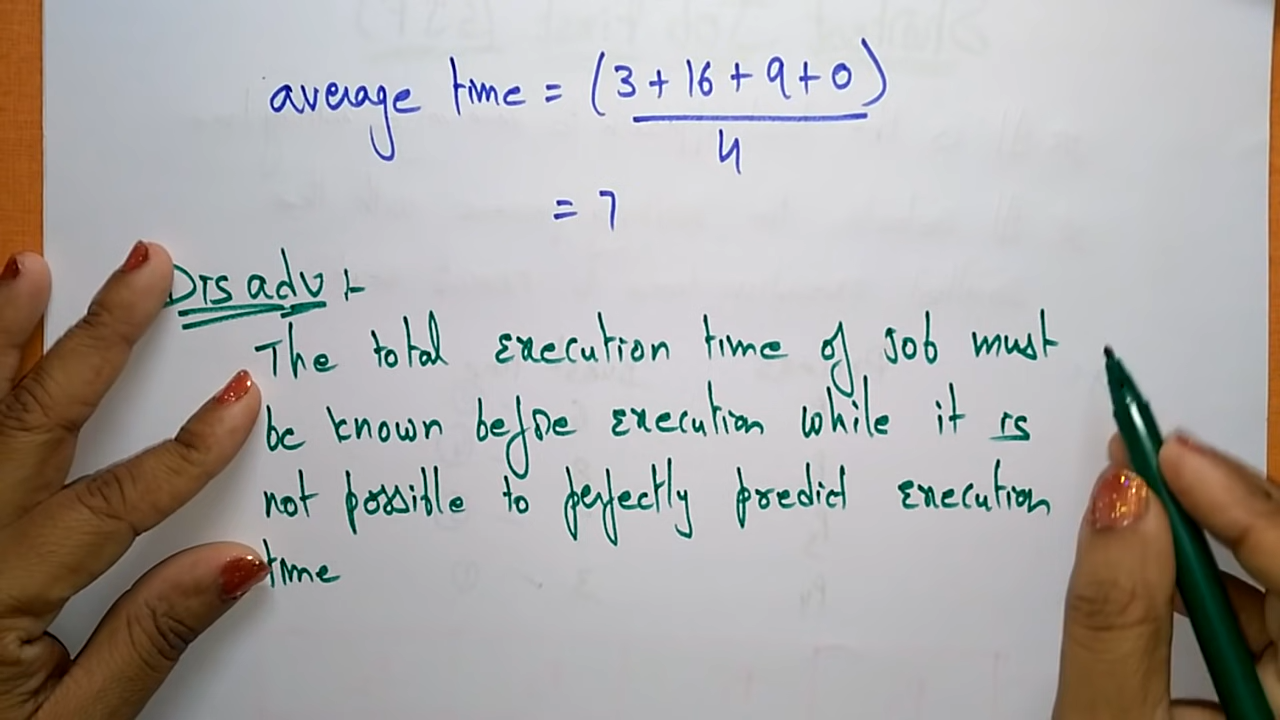 average time = (3 + 16 + 9 + 0)
4
= 7
Disadv :-
The total execution time of Job must
be known before execution while it is
not possible to perfectly predict execution
time